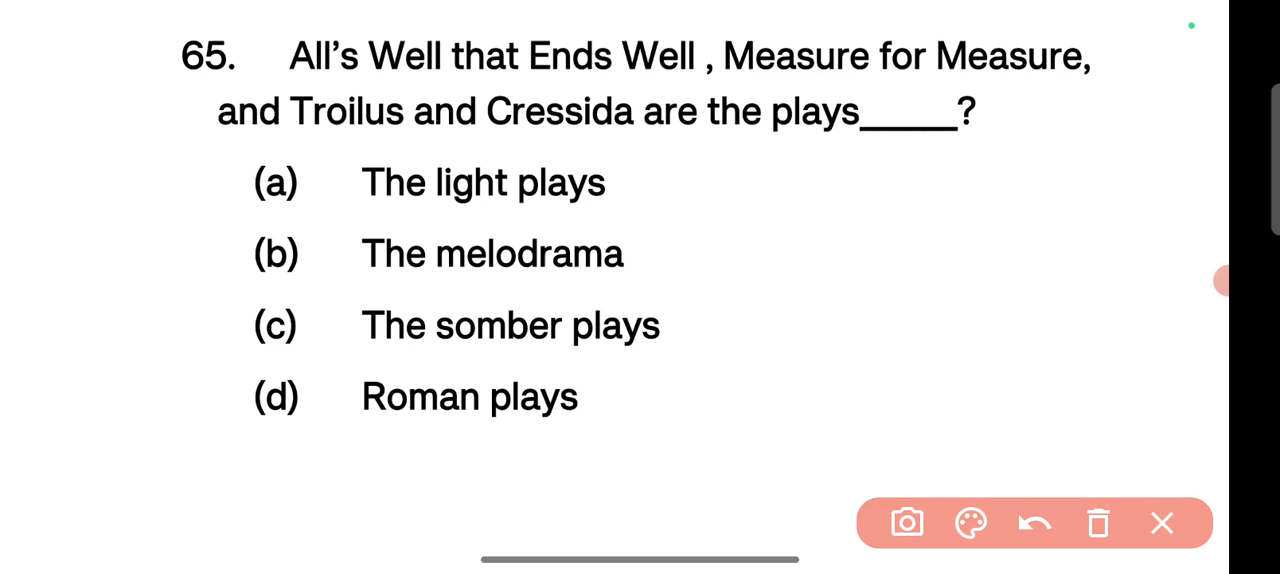 65. All’s Well that Ends Well , Measure for Measure,
and Troilus and Cressida are the plays_____?
(a) The light plays
(b) The melodrama
(c) The somber plays
(d) Roman plays